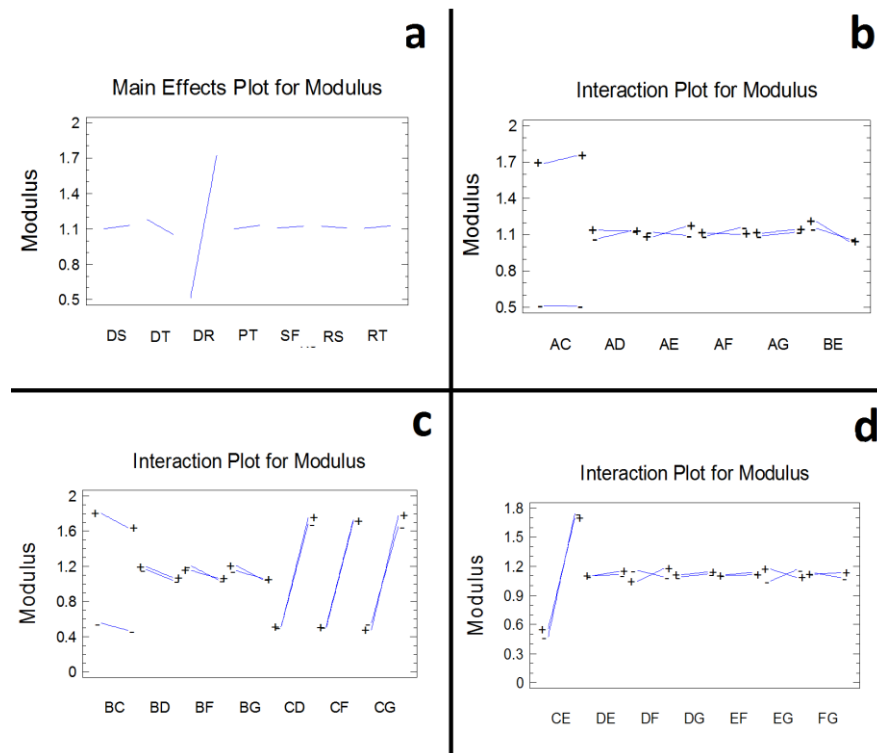 a
Main Effects Plot for Modulus
Modulus
2
1.7
1.4
1.1
0.8
0.5
DS DT DR PT SF RS RT
b
Interaction Plot for Modulus
Modulus
2
1.7
1.4
1.1
0.8
0.5
AC AD AE AF AG BE
c
Interaction Plot for Modulus
Modulus
2
1.6
1.2
0.8
0.4
0
BC BD BF BG CD CF CG
d
Interaction Plot for Modulus
Modulus
1.8
1.5
1.2
0.9
0.6
0.3
0
CE DE DF DG EF EG FG